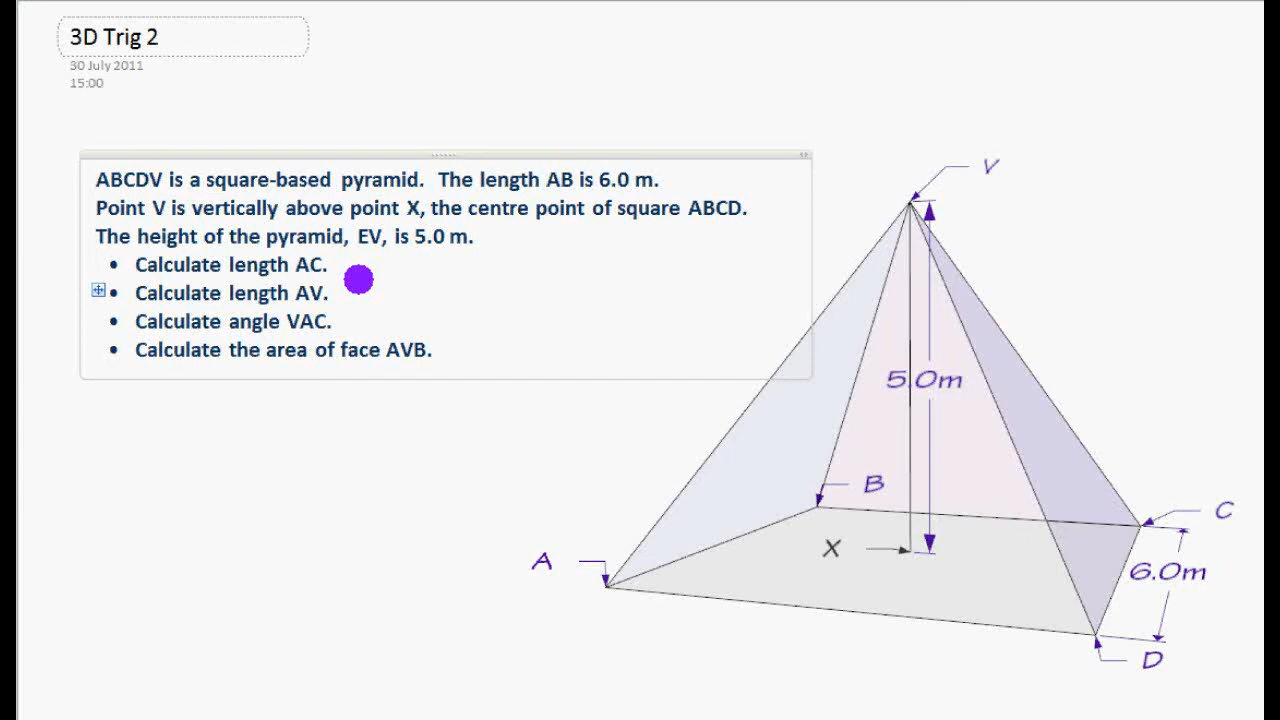 3D Trig 2
30 July 2011
15:00
ABCDV is a square-based pyramid. The length AB is 6.0 m.
Point V is vertically above point X, the centre point of square ABCD.
The height of the pyramid, EV, is 5.0 m.
• Calculate length AC.
• Calculate length AV.
• Calculate angle VAC.
• Calculate the area of face AVB.
V
5.0m
B
C
X
A
6.0m
D